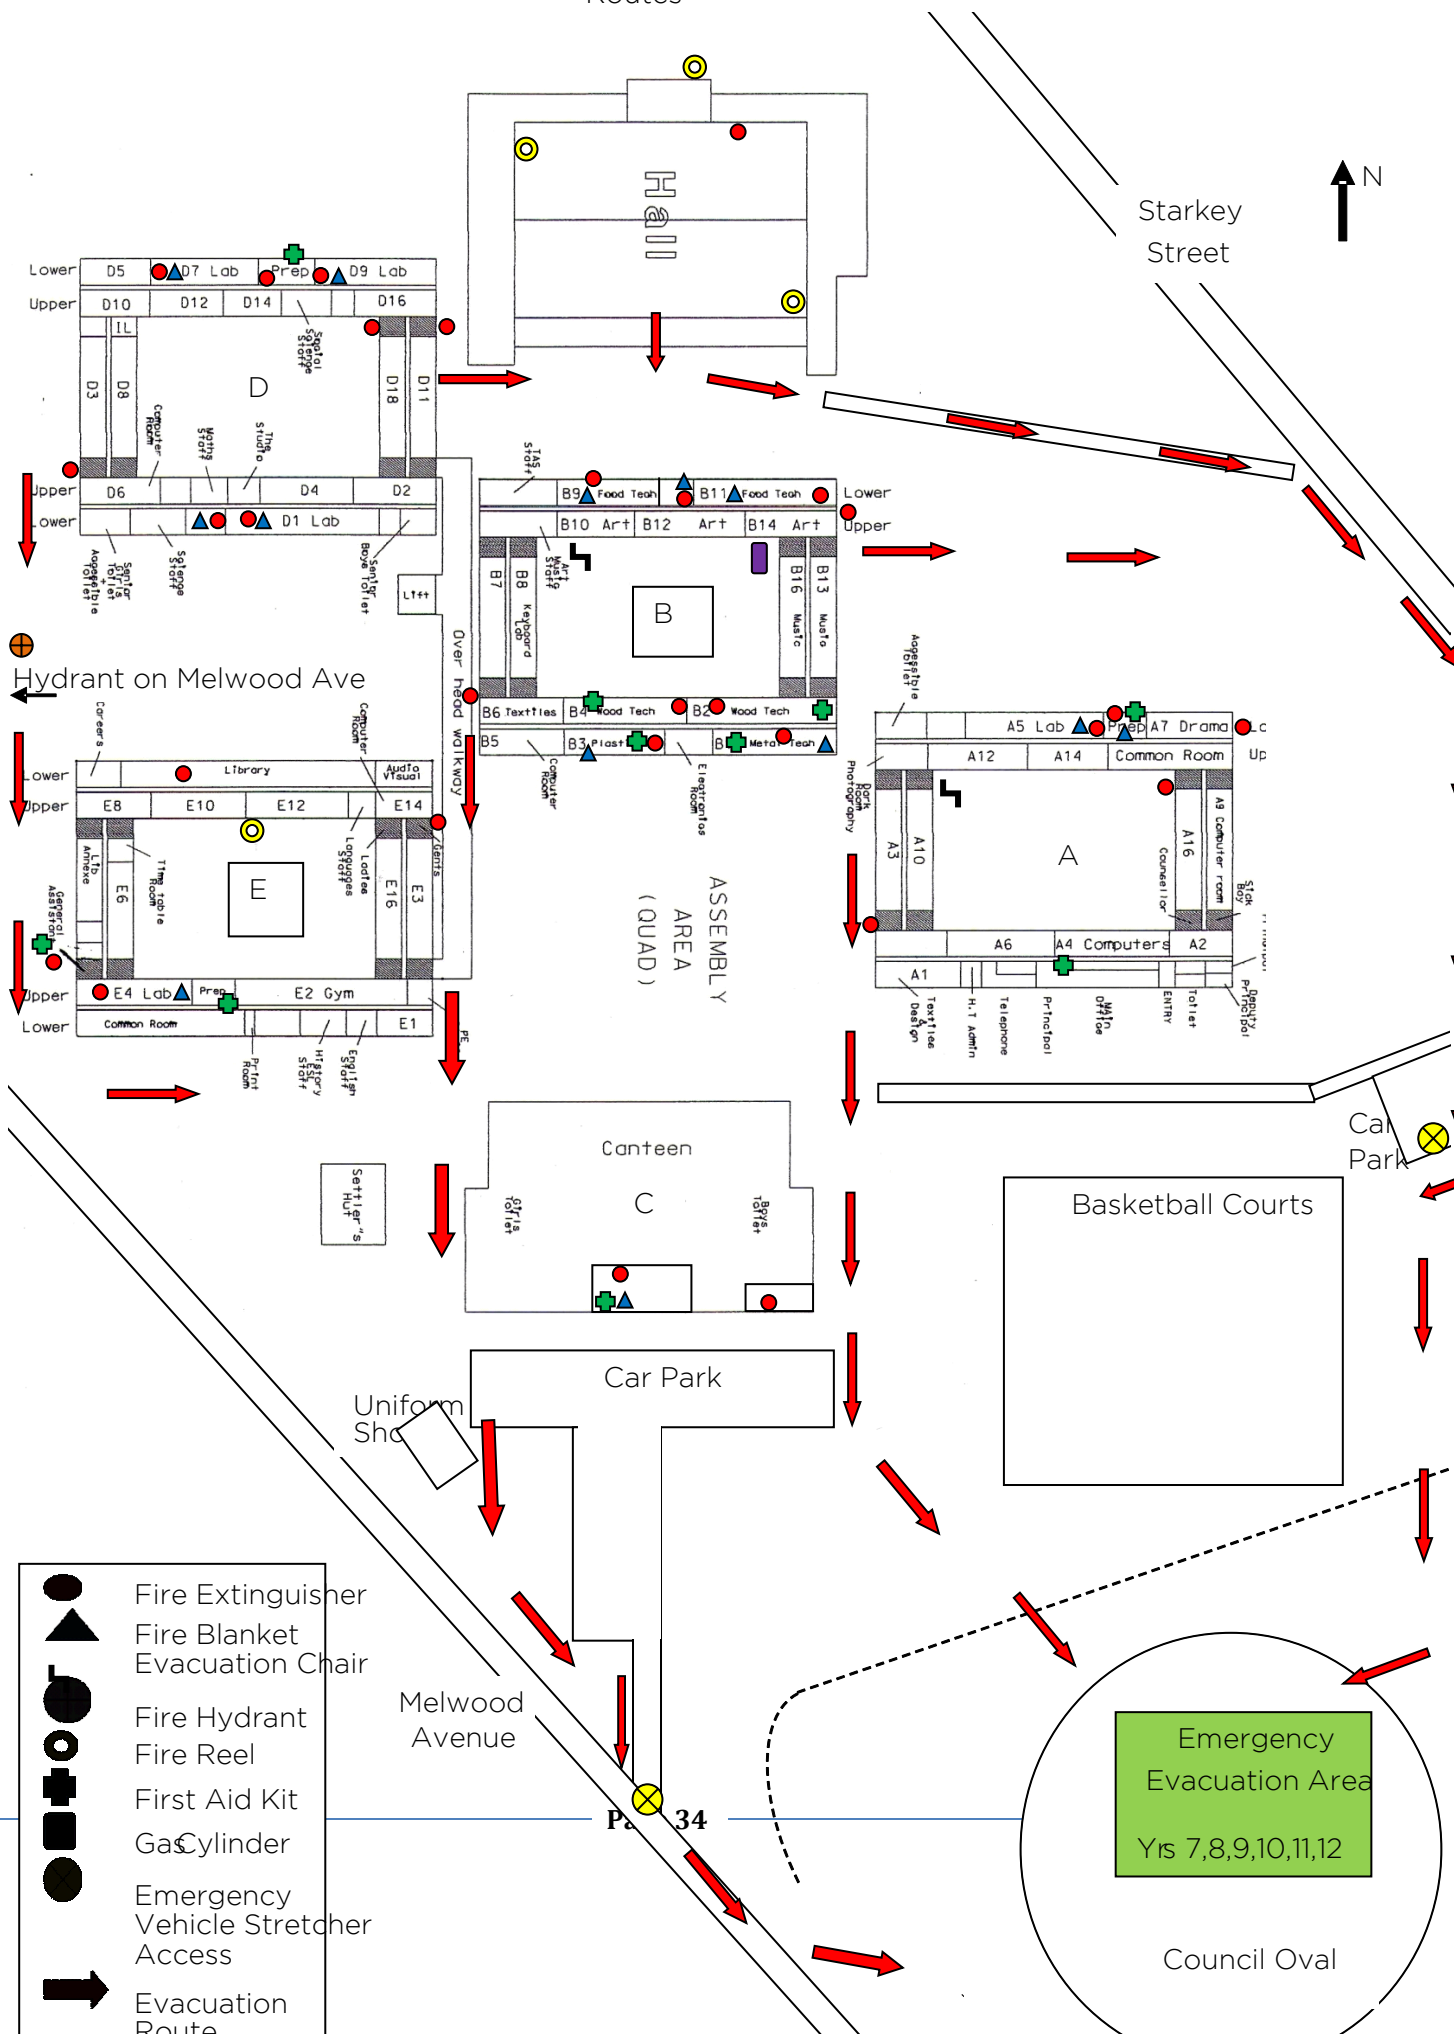 Routes
N
Starkey
Street
Hall
Lower
D5
D7 Lab
Prep
D9 Lab
Upper
D10
D12
D14
D16
IL
Social
Science
Staff
D3
D8
D
D18
D11
Computer
Room
Maths
Staff
The
Studio
Upper
D6
D4
D2
Lower
D1 Lab
Accessible
+
Toilet
Senior
Girls
Toilet
Science
Staff
Senior
Boys Toilet
Lift
TAS
Staff
B9 Food Tech
B11 Food Tech
Lower
B10 Art
B12 Art
B14 Art
Upper
Art
Music
Staff
B7
B8 Keyboard
Lab
B
B16 Music
B13 Music
Over head walkway
B6 Textiles
B4 Wood Tech
B2 Wood Tech
B5
B3 Plast
Metal Tech
Computer
Room
Electronics
Room
Hydrant on Melwood Ave
Careers
Computer
Room
Lower
Library
Audio
Visual
Upper
E8
E10
E12
E14
Lib
Annexe
E6
Time table
Room
E
Languages
Staff
Ladies
E16
E3
Gents
General
Assistant
Upper
E4 Lab
Prep
E2 Gym
Lower
Common Room
E1
Print
Room
History
ESL
Staff
English
Staff
PE
ASSEMBLY
AREA
(QUAD)
Accessible
Toilet
A5 Lab
Prep
A7 Drama
Up
A12
A14
Common Room
Dark
Room
Photography
A3
A10
A
Counsellor
A16
A9 Computer room
Sick
Bay
A6
A4 Computers
A2
A1
Textiles
&
Design
H.T Admin
Telephone
Principal
Main
Office
ENTRY
Toilet
Deputy
Principal
Canteen
C
Girls
Toilet
Boys
Toilet
Settler"s
Hut
Car
Park
Basketball Courts
Car Park
Uniform
Melwood
Avenue
Fire Extinguisher
Fire Blanket
Evacuation Chair
Fire Hydrant
Fire Reel
First Aid Kit
Gas Cylinder
Emergency
Vehicle Stretcher
Access
Evacuation
Route
34
Emergency
Evacuation Area
Yrs 7,8,9,10,11,12
Council Oval